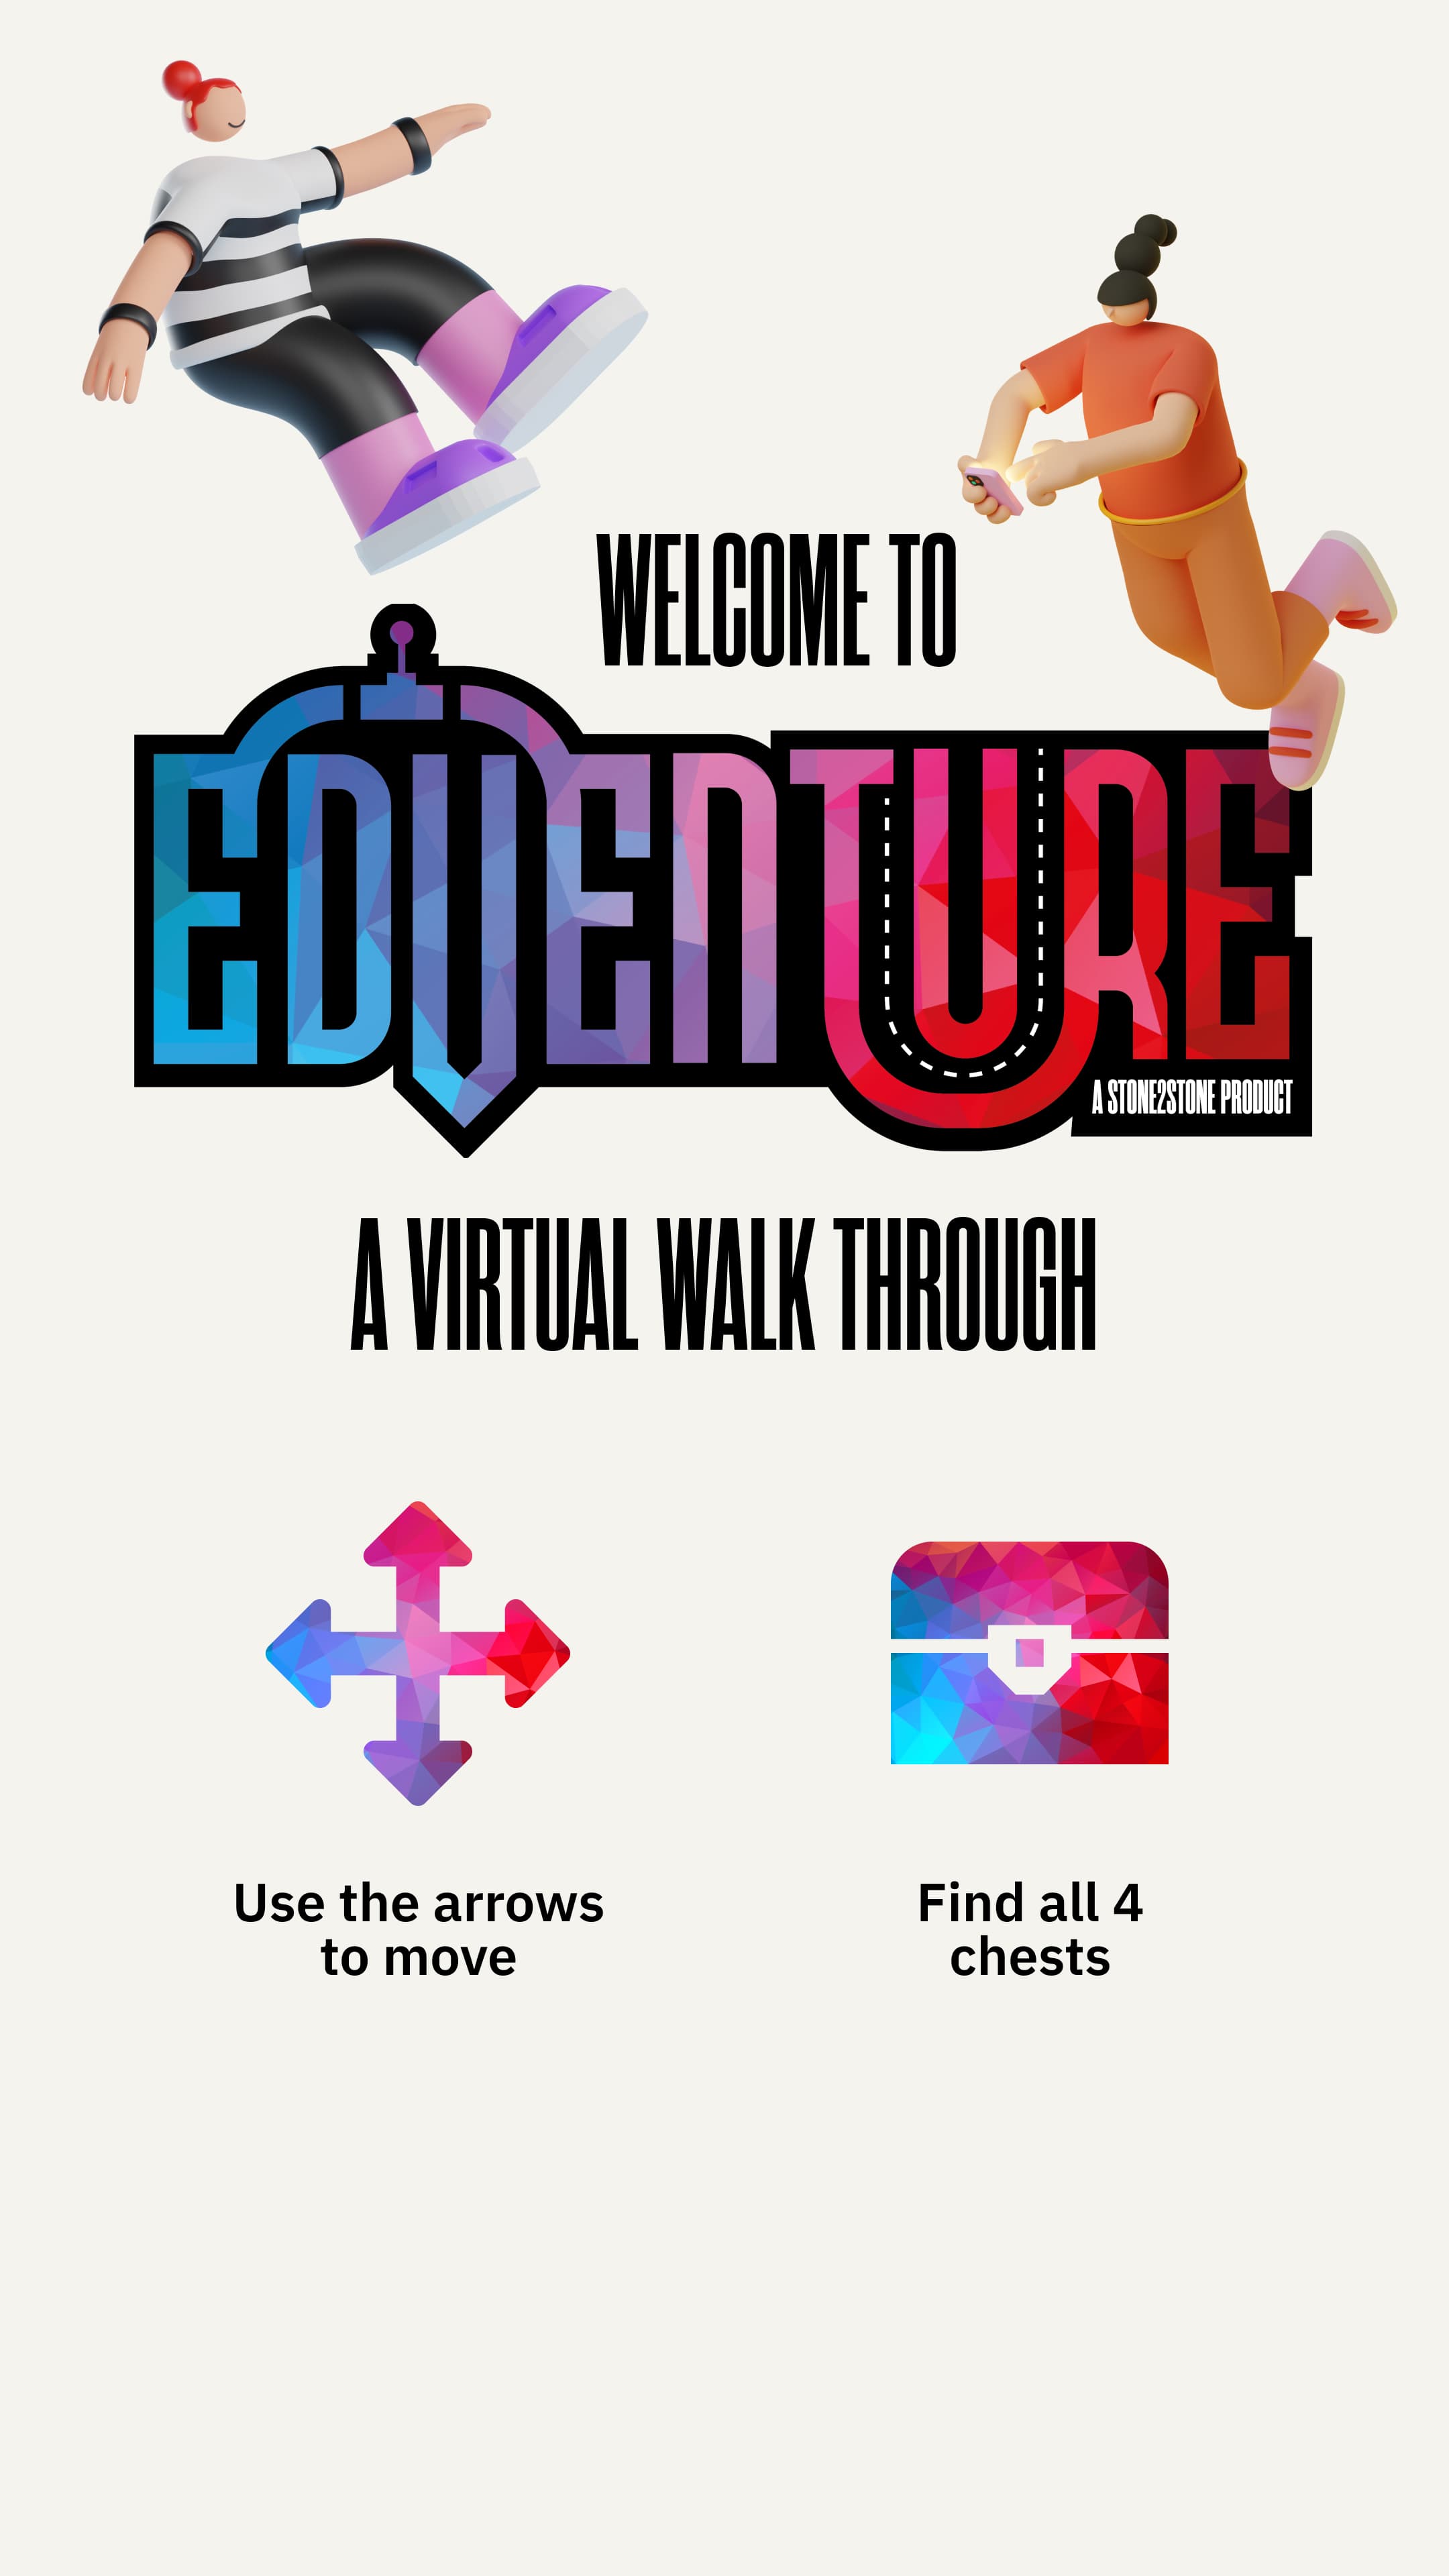 WELCOME TO
EDVENTURE
A STONE2STONE PRODUCT
A VIRTUAL WALK THROUGH
Use the arrows
to move
Find all 4
chests